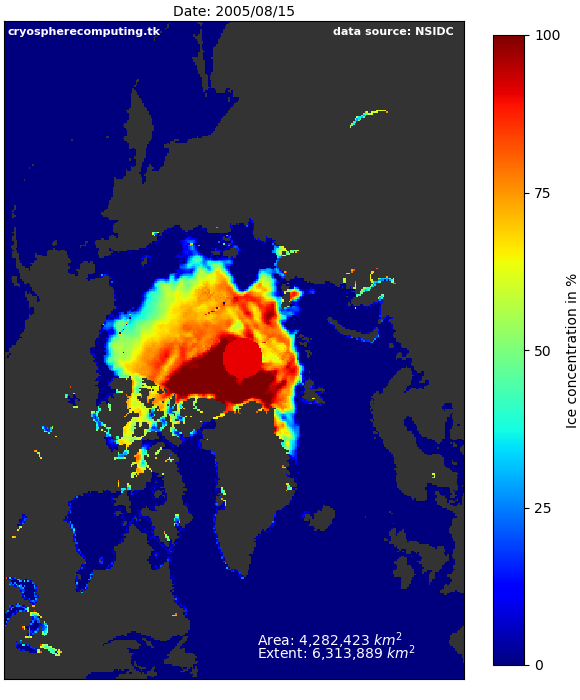 Date: 2005/08/15
cryospherecomputing.tk
data source: NSIDC
100
75
50
25
0
Ice concentration in %
Area: 4,282,423 km²
Extent: 6,313,889 km²